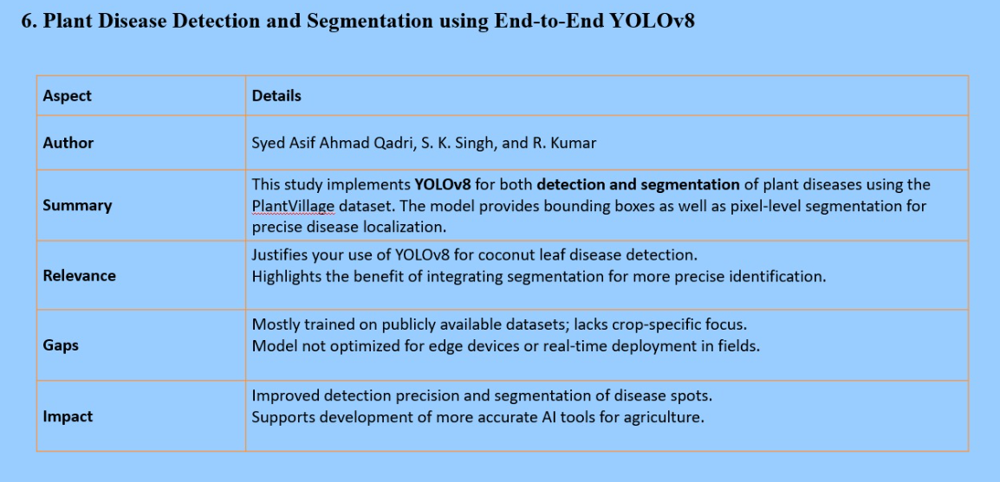 6. Plant Disease Detection and Segmentation using End-to-End YOLOv8
Aspect
Details
Author
Syed Asif Ahmad Qadri, S. K. Singh, and R. Kumar
Summary
This study implements YOLOv8 for both detection and segmentation of plant diseases using the
PlantVillage dataset. The model provides bounding boxes as well as pixel-level segmentation for
precise disease localization.
Relevance
Justifies your use of YOLOv8 for coconut leaf disease detection.
Highlights the benefit of integrating segmentation for more precise identification.
Gaps
Mostly trained on publicly available datasets; lacks crop-specific focus.
Model not optimized for edge devices or real-time deployment in fields.
Impact
Improved detection precision and segmentation of disease spots.
Supports development of more accurate AI tools for agriculture.